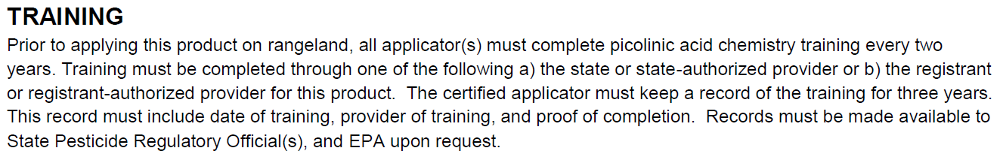 TRAINING
Prior to applying this product on rangeland, all applicator(s) must complete picolinic acid chemistry training every two
years. Training must be completed through one of the following a) the state or state-authorized provider or b) the registrant
or registrant-authorized provider for this product.  The certified applicator must keep a record of the training for three years.
This record must include date of training, provider of training, and proof of completion.  Records must be made available to
State Pesticide Regulatory Official(s), and EPA upon request.